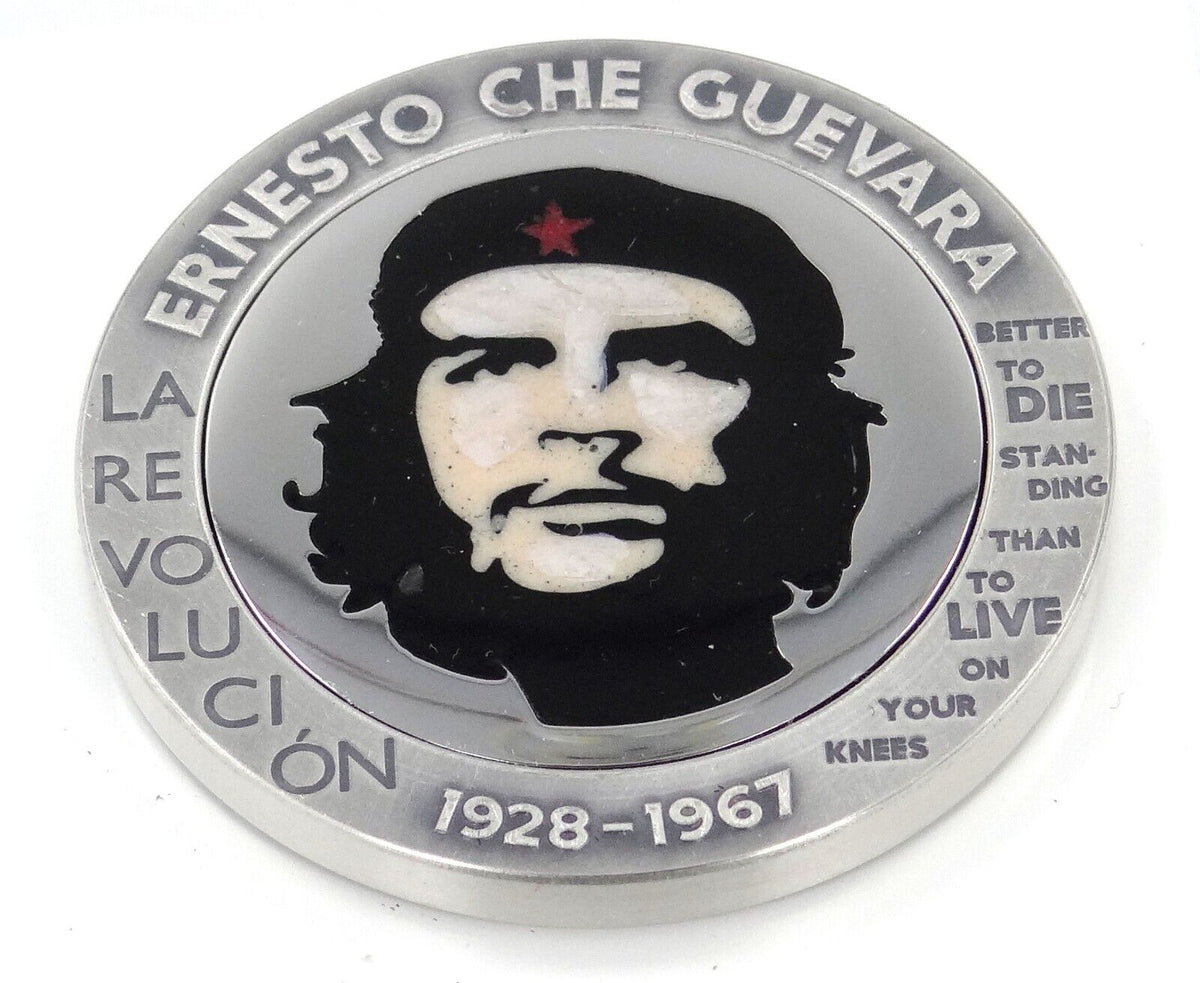 ERNESTO CHE GUEVARA
LA
RE
VO
LU
CI
ÓN
BETTER
TO
DIE
STAN-
DING
THAN
TO
LIVE
ON
YOUR
KNEES
1928-1967